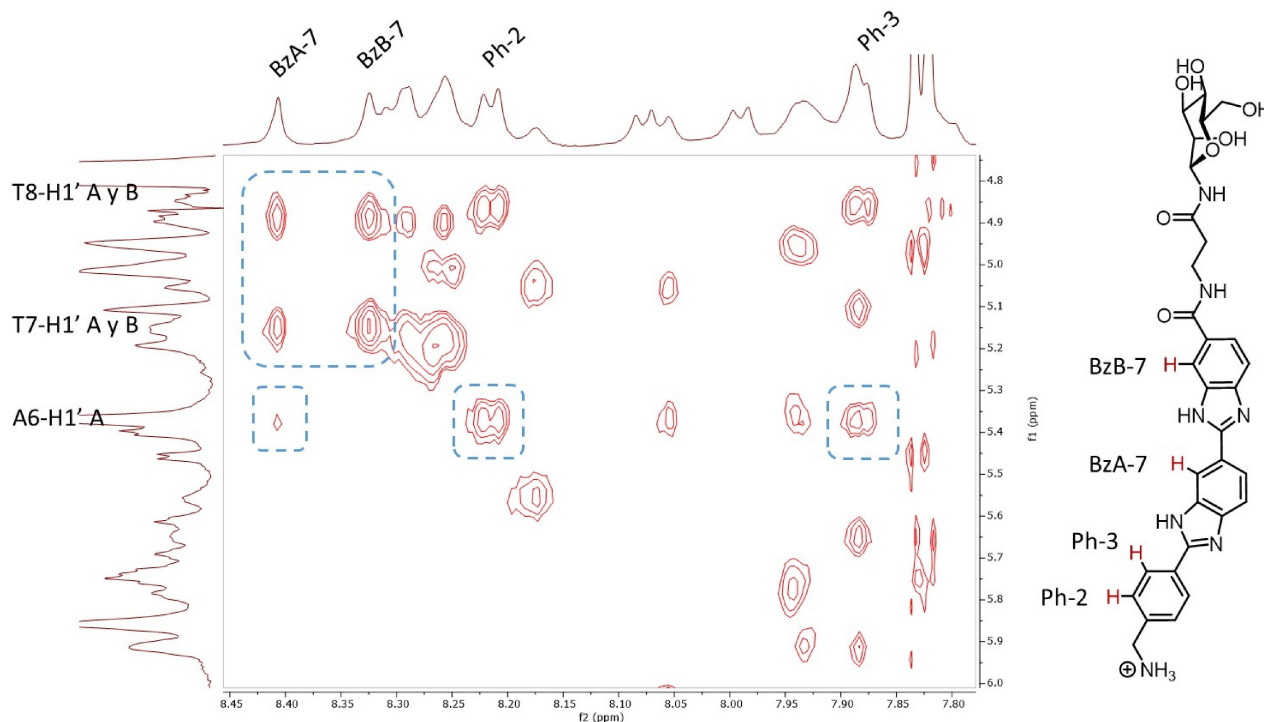 BzA-7
BzB-7
Ph-2
Ph-3
T8-H1' A y B
T7-H1' A y B
A6-H1' A
4.8
4.9
5.0
5.1
5.2
5.3
5.4
5.5
5.6
5.7
5.8
5.9
6.0
f1 (ppm)
8.45 8.40 8.35 8.30 8.25 8.20 8.15 8.10 8.05 8.00 7.95 7.90 7.85 7.80
f2 (ppm)
HO
OH
HO
OH
OH
O
NH
O
NH
O
BzB-7
H
HN
N
BzA-7
H
HN
N
Ph-3
H
Ph-2
H
+
NH3